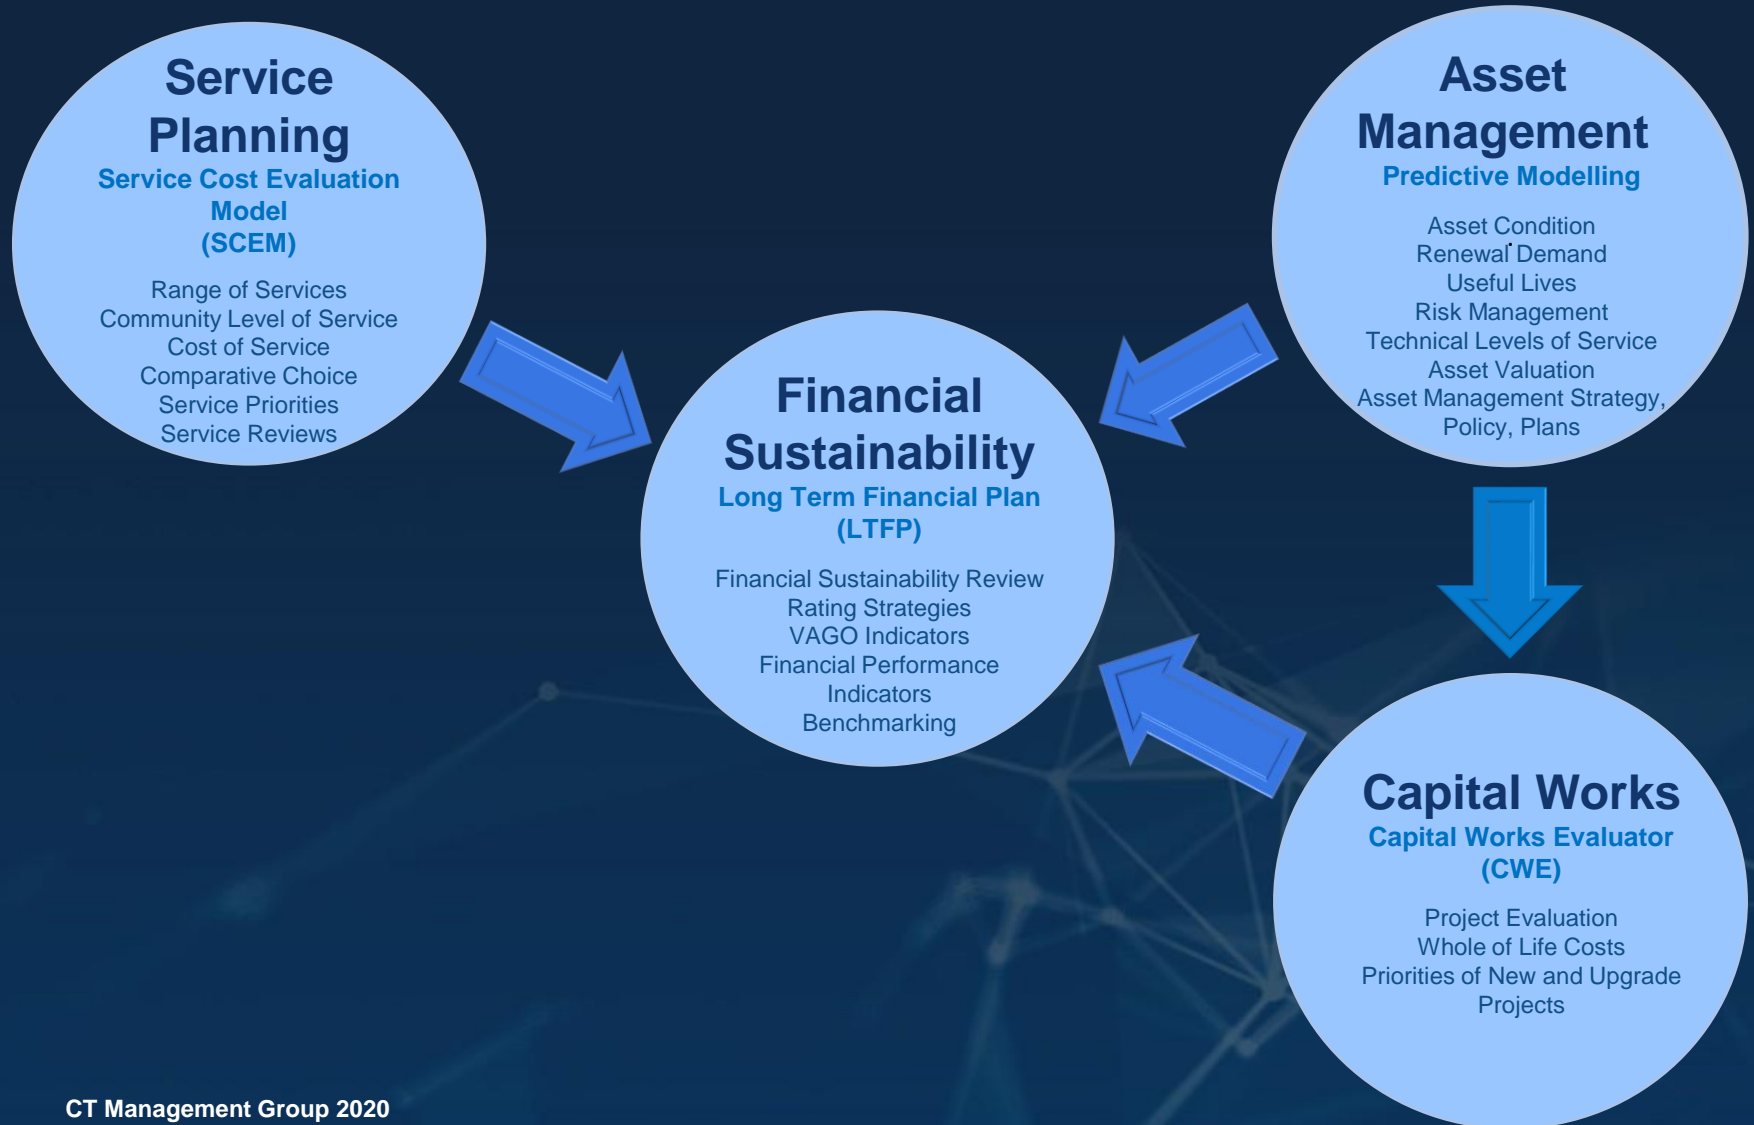 Service
Planning
Service Cost Evaluation
Model
(SCEM)
Range of Services
Community Level of Service
Cost of Service
Comparative Choice
Service Priorities
Service Reviews
Asset
Management
Predictive Modelling
Asset Condition
Renewal Demand
Useful Lives
Risk Management
Technical Levels of Service
Asset Valuation
Asset Management Strategy,
Policy, Plans
Financial
Sustainability
Long Term Financial Plan
(LTFP)
Financial Sustainability Review
Rating Strategies
VAGO Indicators
Financial Performance
Indicators
Benchmarking
Capital Works
Capital Works Evaluator
(CWE)
Project Evaluation
Whole of Life Costs
Priorities of New and Upgrade
Projects
CT Management Group 2020